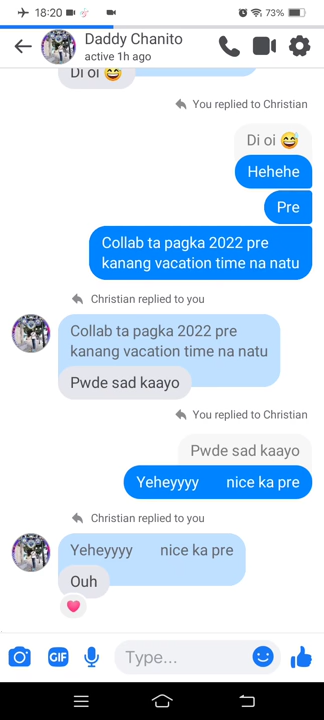 18:20
73%
Daddy Chanito
active 1h ago
Di oi 😅
You replied to Christian
Di oi 😅
Hehehe
Pre
Collab ta pagka 2022 pre
kanang vacation time na natu
Christian replied to you
Collab ta pagka 2022 pre
kanang vacation time na natu
Pwde sad kaayo
You replied to Christian
Pwde sad kaayo
Yeheyyyy nice ka pre
Christian replied to you
Yeheyyyy nice ka pre
Ouh
GIF
Type...